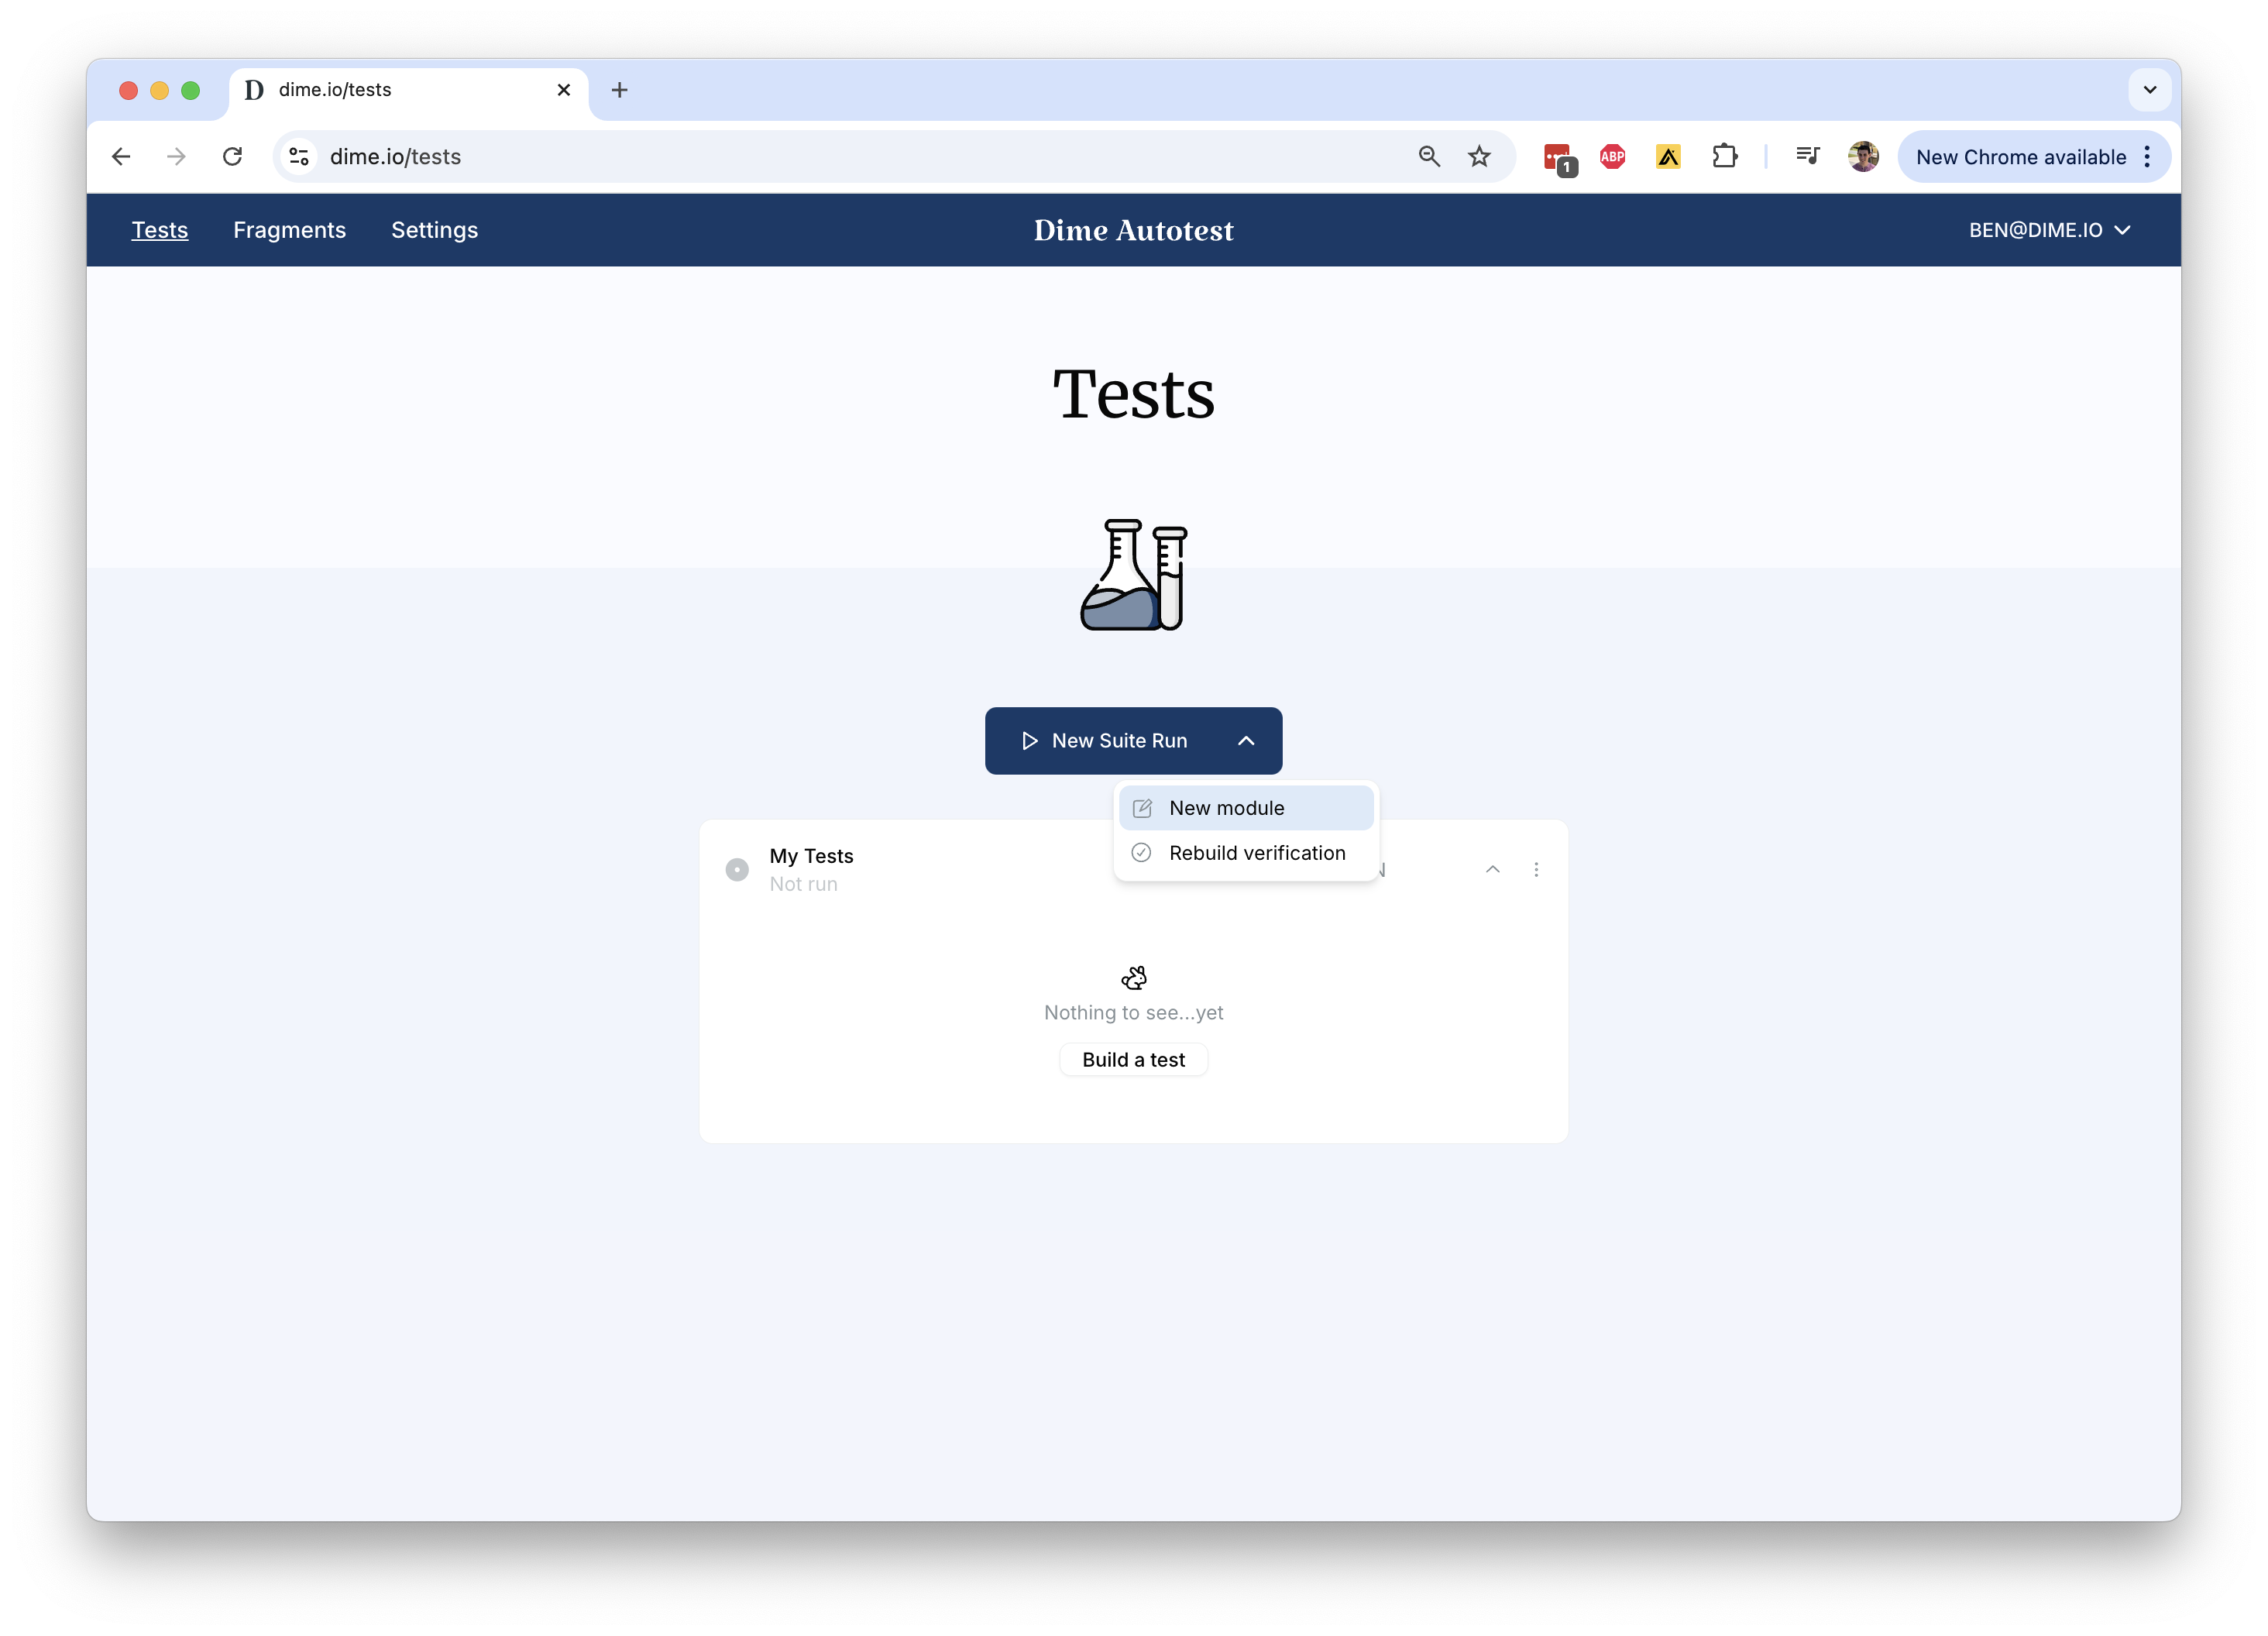 D dime.io/tests
dime.io/tests
1
ABP
New Chrome available
Tests Fragments Settings
Dime Autotest
BEN@DIME.IO
Tests
New Suite Run
New module
Rebuild verification
My Tests
Not run
Nothing to see...yet
Build a test